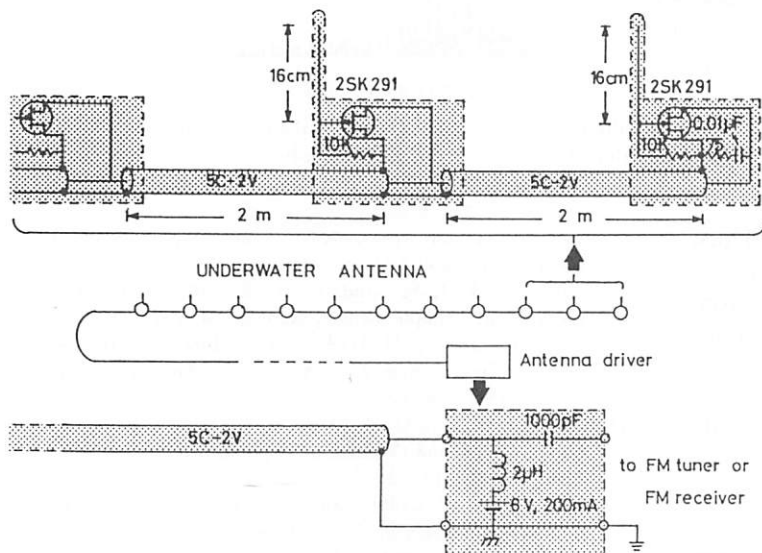 16cm
2SK291
10K
16cm
2SK291
0.01μF
10K
75
5C-2V
5C-2V
2 m
2 m
UNDERWATER ANTENNA
Antenna driver
5C-2V
1000pF
2μH
6V, 200mA
to FM tuner or
FM receiver